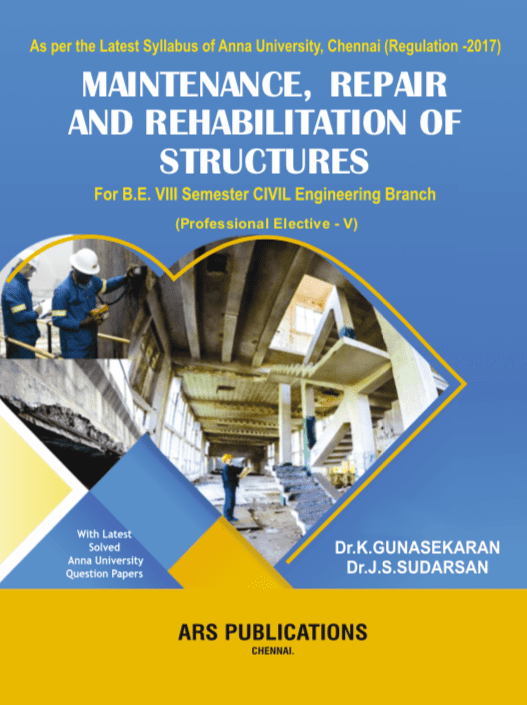 As per the Latest Syllabus of Anna University, Chennai (Regulation -2017)
MAINTENANCE, REPAIR
AND REHABILITATION OF
STRUCTURES
For B.E. VIII Semester CIVIL Engineering Branch
(Professional Elective - V)
With Latest
Solved
Anna University
Question Papers
Dr.K.GUNASEKARAN
Dr.J.S.SUDARSAN
ARS PUBLICATIONS
CHENNAI.